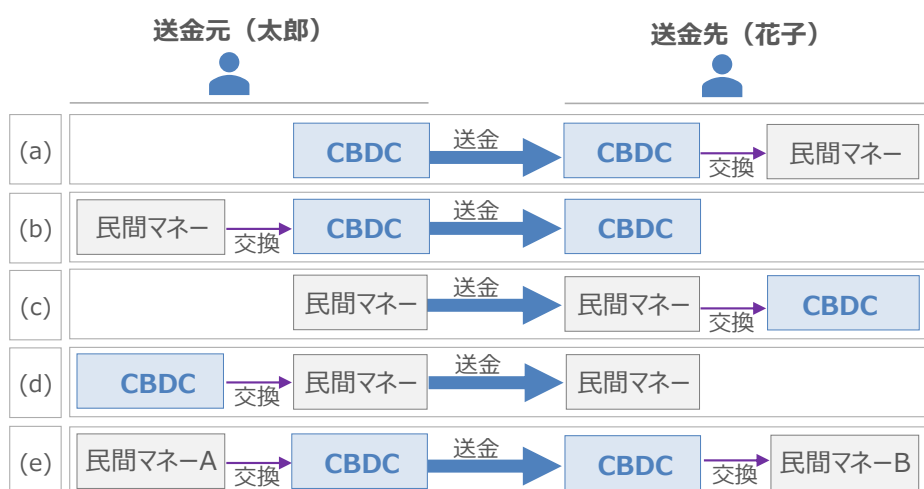 送金元（太郎）
送金先（花子）
(a)
CBDC
送金
CBDC
交換
民間マネー
(b)
民間マネー
交換
CBDC
送金
CBDC
(c)
民間マネー
送金
民間マネー
交換
CBDC
(d)
CBDC
交換
民間マネー
送金
民間マネー
(e)
民間マネーA
交換
CBDC
送金
CBDC
交換
民間マネーB